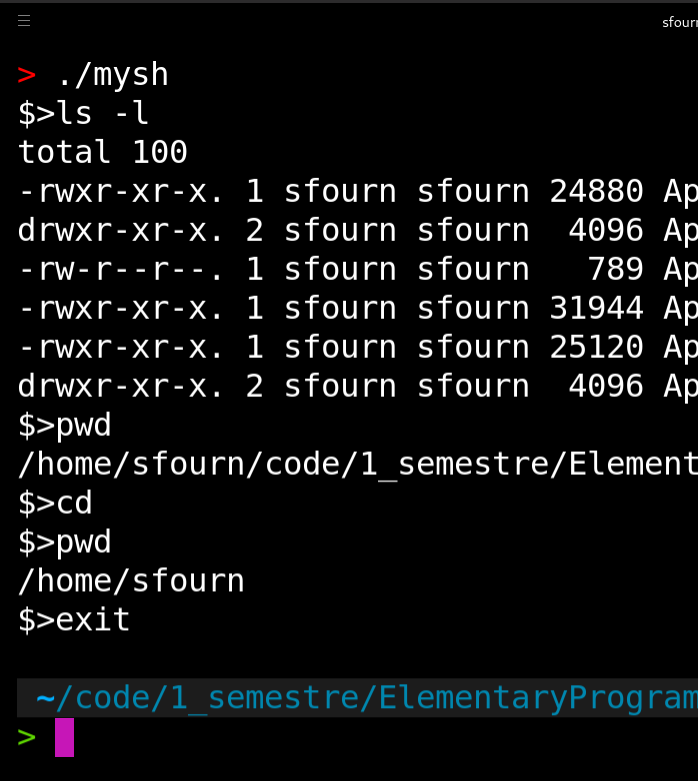 sfourn
> ./mysh
$>ls -l
total 100
-rwxr-xr-x. 1 sfourn sfourn 24880 Ap
drwxr-xr-x. 2 sfourn sfourn  4096 Ap
-rw-r--r--. 1 sfourn sfourn   789 Ap
-rwxr-xr-x. 1 sfourn sfourn 31944 Ap
-rwxr-xr-x. 1 sfourn sfourn 25120 Ap
drwxr-xr-x. 2 sfourn sfourn  4096 Ap
$>pwd
/home/sfourn/code/1_semestre/Element
$>cd
$>pwd
/home/sfourn
$>exit
~/code/1_semestre/ElementaryProgram
>